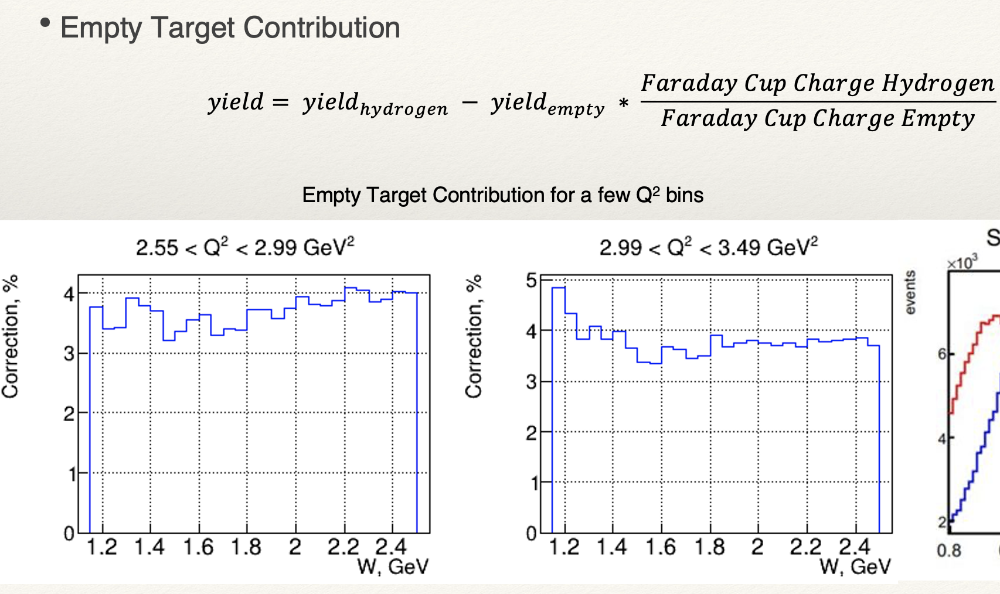 • Empty Target Contribution
yield = yield_hydrogen − yield_empty * Faraday Cup Charge Hydrogen
Faraday Cup Charge Empty
Empty Target Contribution for a few Q² bins
2.55 < Q² < 2.99 GeV²
Correction, %
4
3
2
1
0
1.2 1.4 1.6 1.8 2 2.2 2.4
W, GeV
2.99 < Q² < 3.49 GeV²
Correction, %
5
4
3
2
1
0
1.2 1.4 1.6 1.8 2 2.2 2.4
W, GeV
S
×10³
events
6
4
2
0.8